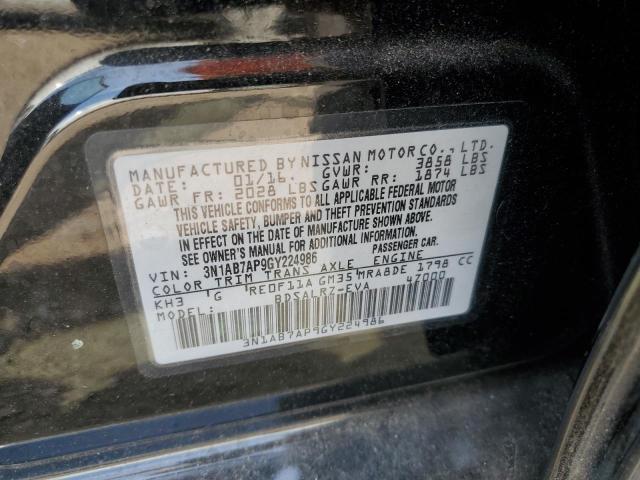 MANUFACTURED BY NISSAN MOTOR CO., LTD.
DATE: 01/16. GVWR: 3858 LBS
GAWR FR: 2028 LBS GAWR RR: 1874 LBS
THIS VEHICLE CONFORMS TO ALL APPLICABLE FEDERAL MOTOR
VEHICLE SAFETY, BUMPER AND THEFT PREVENTION STANDARDS
IN EFFECT ON THE DATE OF MANUFACTURE SHOWN ABOVE.
SEE OWNER'S MANUAL FOR ADDITIONAL INFORMATION
VIN: 3N1AB7AP9GY224986 PASSENGER CAR.
COLOR TRIM TRANS AXLE ENGINE
KH3 G RE0F11A GM35 MRA8DE 1798 CC
MODEL: BDSALRZ-EVA 47000
3N1AB7AP9GY224986